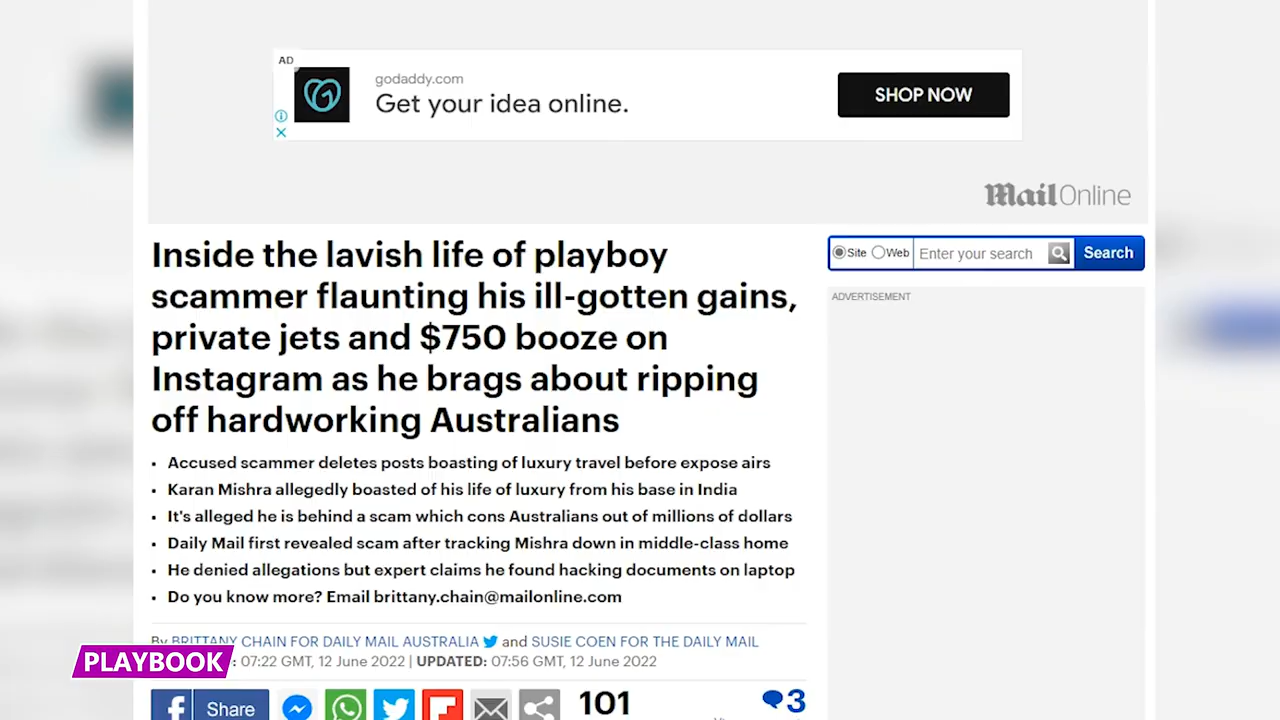 AD
godaddy.com
Get your idea online.
SHOP NOW
MailOnline
Inside the lavish life of playboy
scammer flaunting his ill-gotten gains,
private jets and $750 booze on
Instagram as he brags about ripping
off hardworking Australians
Site Web Enter your search Search
ADVERTISEMENT
• Accused scammer deletes posts boasting of luxury travel before expose airs
• Karan Mishra allegedly boasted of his life of luxury from his base in India
• It's alleged he is behind a scam which cons Australians out of millions of dollars
• Daily Mail first revealed scam after tracking Mishra down in middle-class home
• He denied allegations but expert claims he found hacking documents on laptop
• Do you know more? Email brittany.chain@mailonline.com
By BRITTANY CHAIN FOR DAILY MAIL AUSTRALIA and SUSIE COEN FOR THE DAILY MAIL
: 07:22 GMT, 12 June 2022 | UPDATED: 07:56 GMT, 12 June 2022
PLAYBOOK
Share 101 3